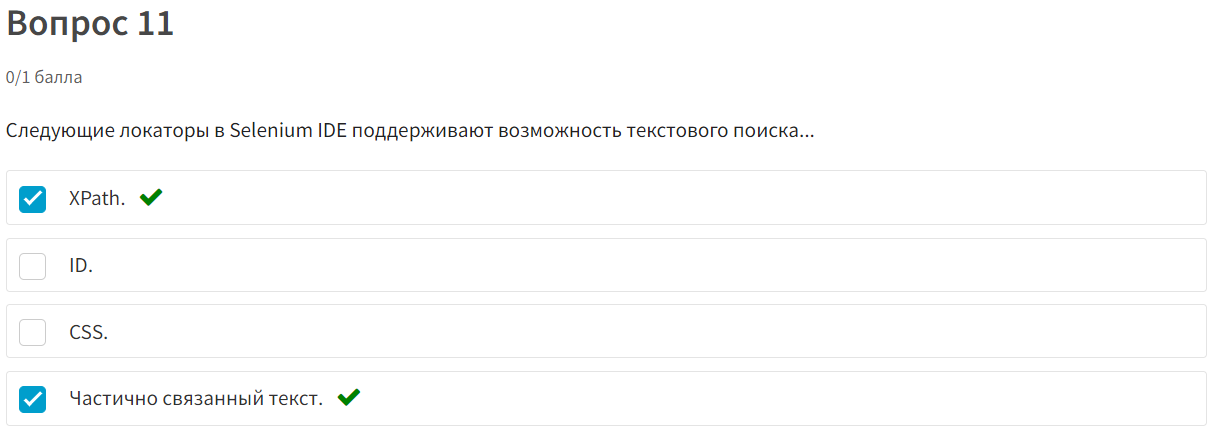 Вопрос 11
0/1 балла
Следующие локаторы в Selenium IDE поддерживают возможность текстового поиска...
XPath.
ID.
CSS.
Частично связанный текст.